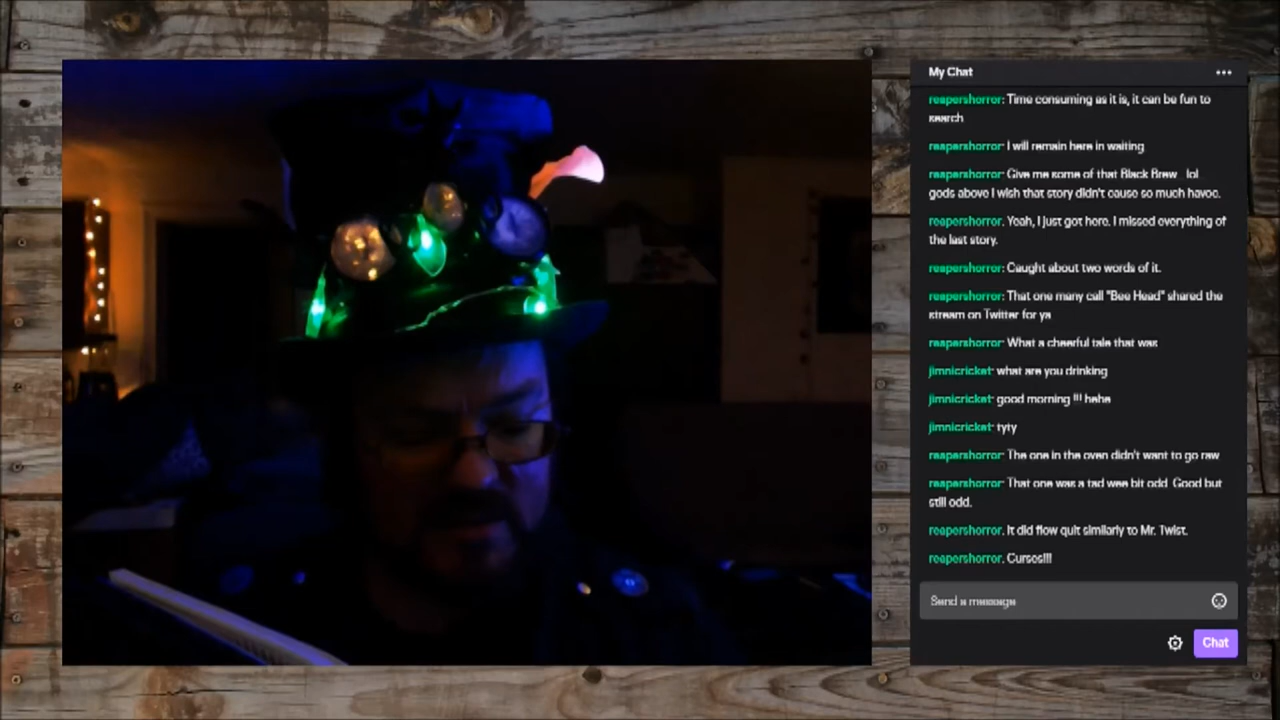 My Chat
reapershorror: Time consuming as it is, it can be fun to
search
reapershorror: I will remain here in waiting
reapershorror: Give me some of that Black Brew lol
gods above I wish that story didn't cause so much havoc.
reapershorror: Yeah, I just got here. I missed everything of
the last story.
reapershorror: Caught about two words of it.
reapershorror: That one many call "Bee Head" shared the
stream on Twitter for ya
reapershorror: What a cheerful tale that was
jimnicricket: what are you drinking
jimnicricket: good morning !!! hehe
jimnicricket: tyty
reapershorror: The one in the oven didn't want to go raw
reapershorror: That one was a tad wee bit odd. Good but
still odd.
reapershorror: It did flow quit similarly to Mr. Twist.
reapershorror: Curses!!!
Send a message
Chat